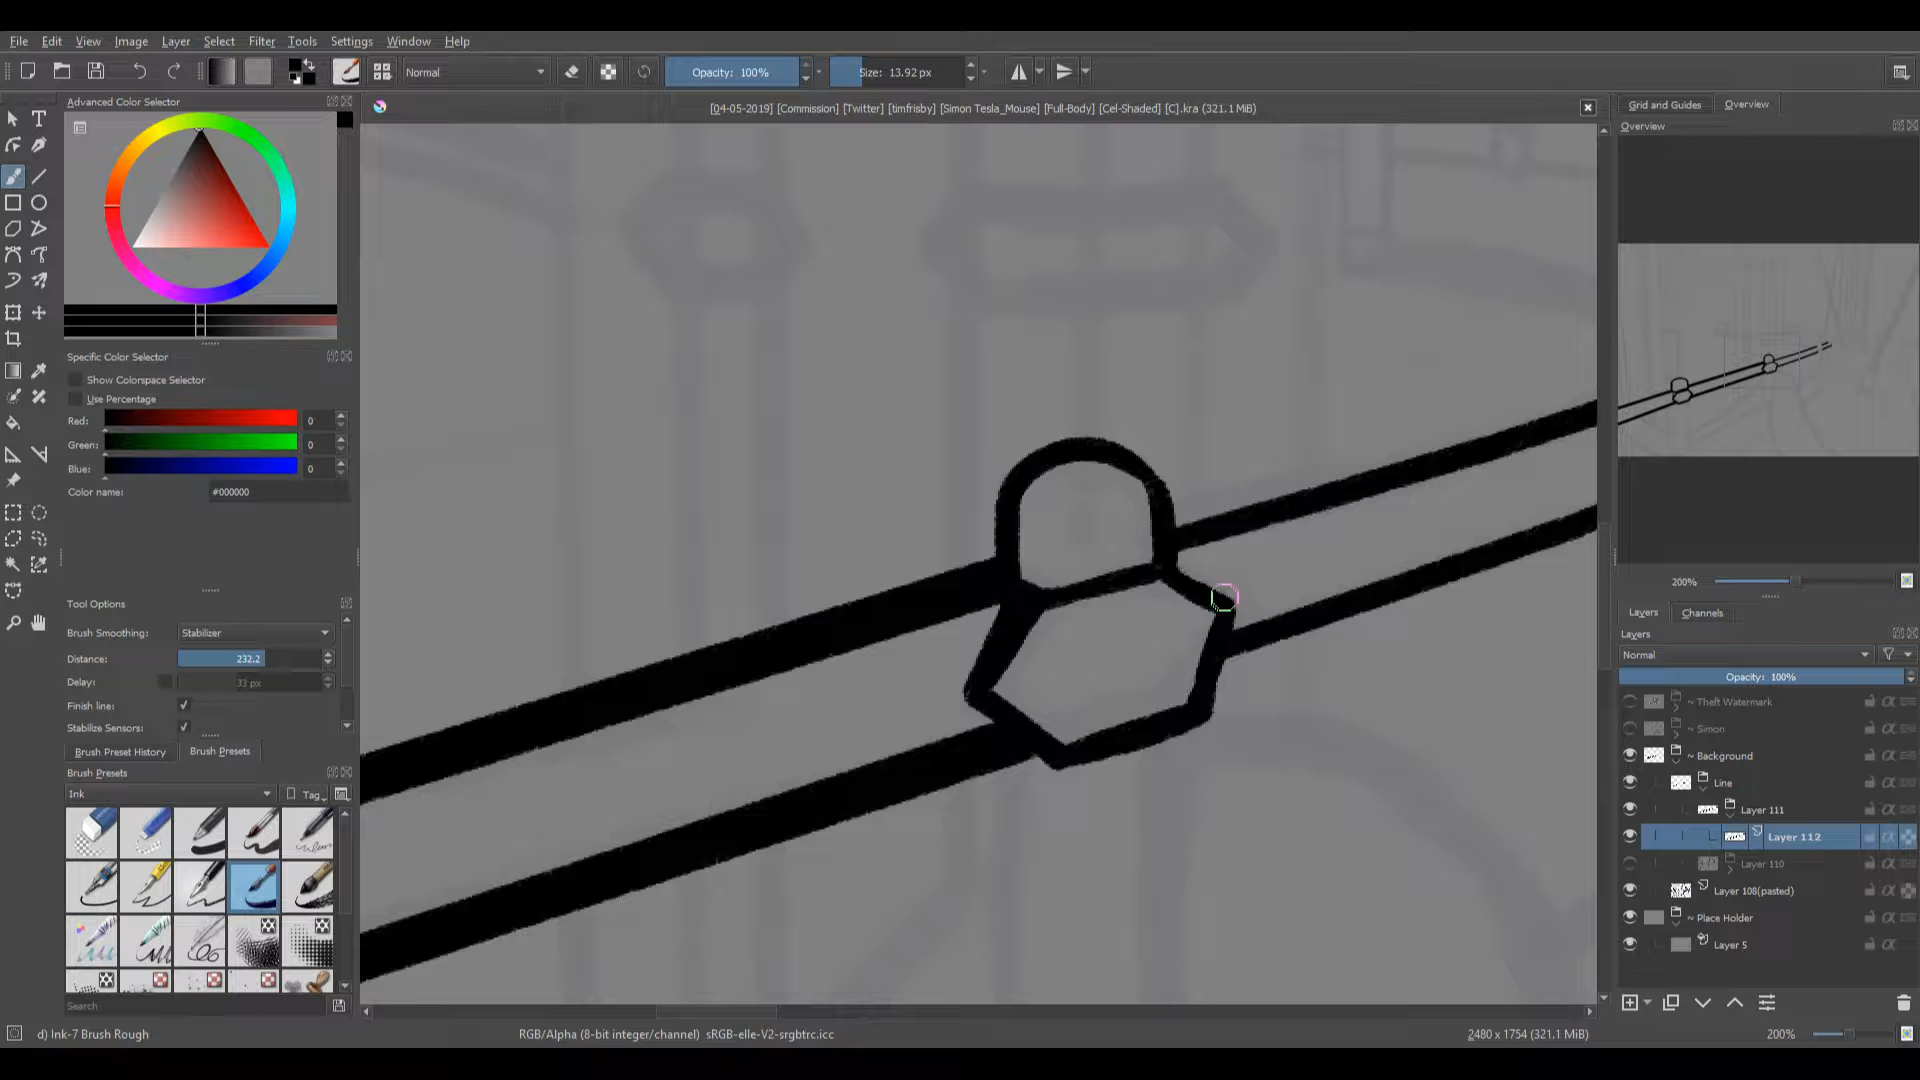 File Edit View Image Layer Select Filter Tools Settings Window Help
Normal
Opacity: 100%
Size: 13.92 px
Advanced Color Selector
[04-05-2019] [Commission] [Twitter] [timfrisby] [Simon Tesla_Mouse] [Full-Body] [Cel-Shaded] [C].kra (321.1 MiB)
Grid and Guides
Overview
Overview
Specific Color Selector
Show Colorspace Selector
Use Percentage
Red: 0
Green: 0
Blue: 0
Color name: #000000
Tool Options
Brush Smoothing: Stabilizer
Distance: 232.2
Delay: 33 px
Finish line:
Stabilize Sensors:
Brush Preset History
Brush Presets
Brush Presets
Ink
Tag
Search
200%
Layers
Channels
Layers
Normal
Opacity: 100%
~ Theft Watermark
~ Simon
~ Background
Line
Layer 111
Layer 112
Layer 110
Layer 108(pasted)
~ Place Holder
Layer 5
d) Ink-7 Brush Rough
RGB/Alpha (8-bit integer/channel) sRGB-elle-V2-srgbtrc.icc
2480 x 1754 (321.1 MiB)
200%